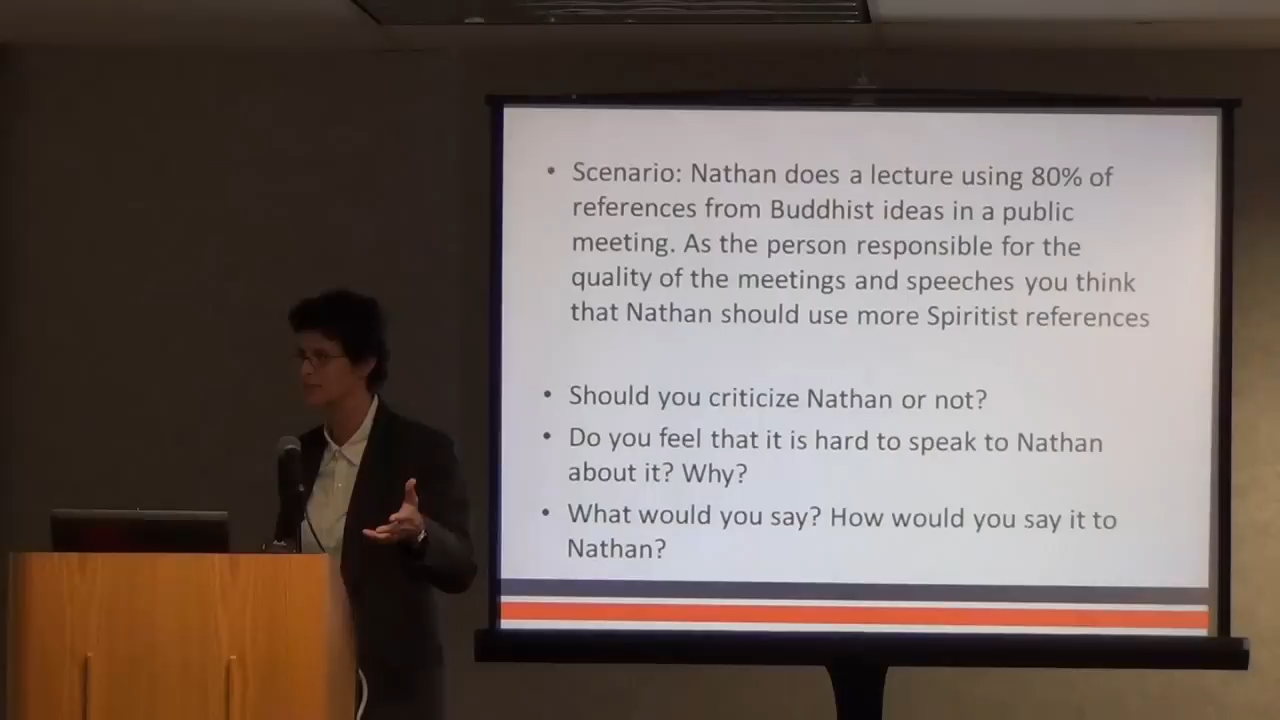 • Scenario: Nathan does a lecture using 80% of
references from Buddhist ideas in a public
meeting. As the person responsible for the
quality of the meetings and speeches you think
that Nathan should use more Spiritist references
• Should you criticize Nathan or not?
• Do you feel that it is hard to speak to Nathan
about it? Why?
• What would you say? How would you say it to
Nathan?